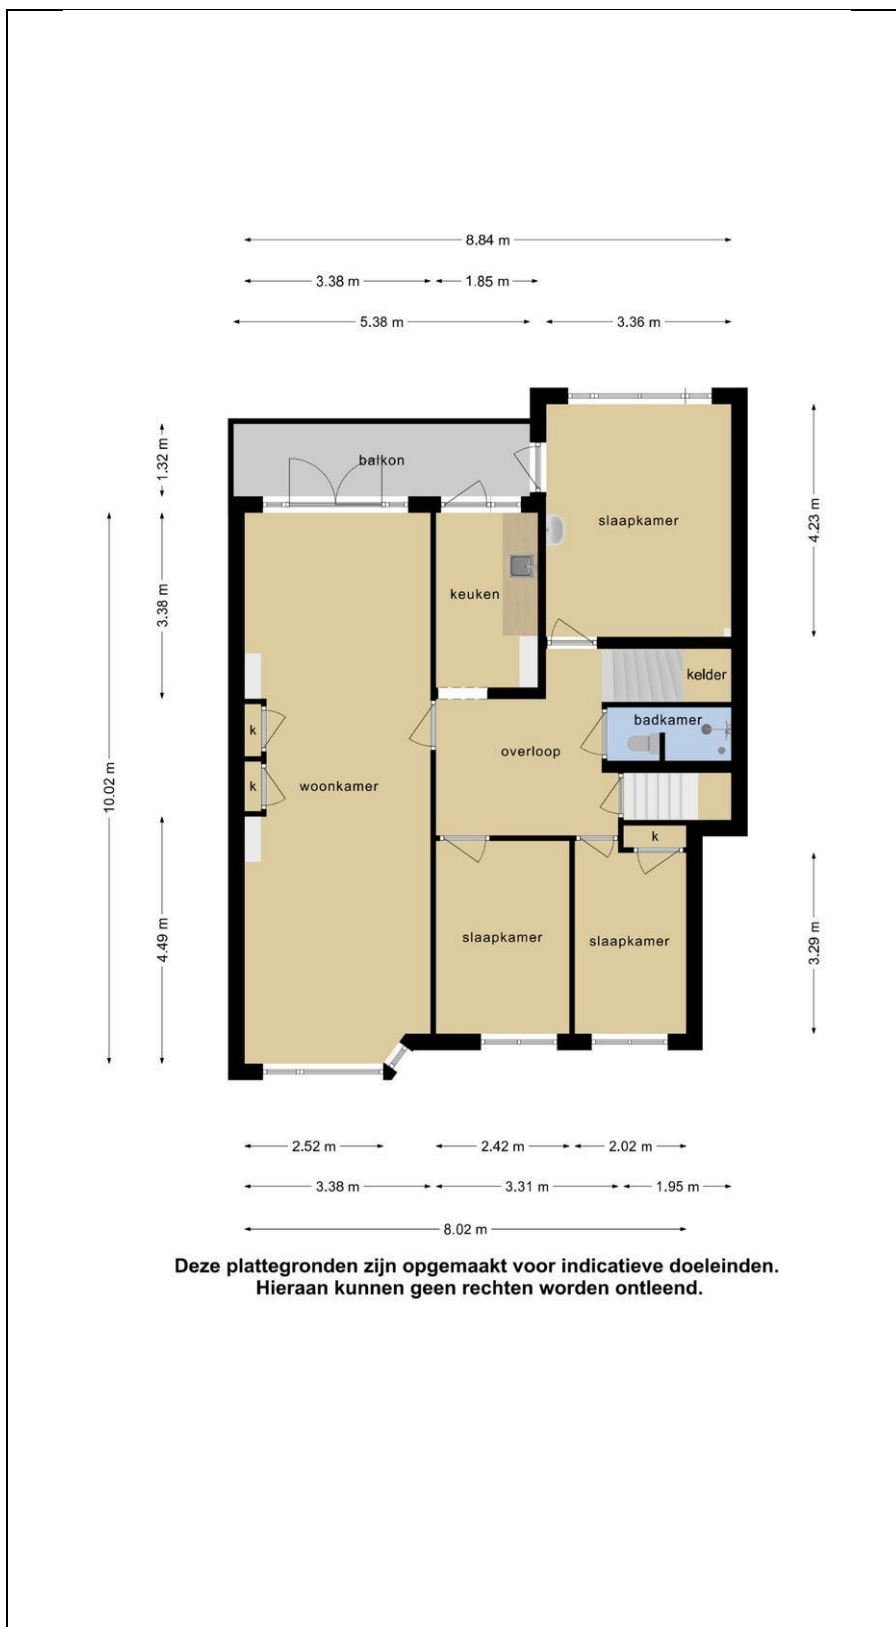 8.84 m
3.38 m
1.85 m
5.38 m
3.36 m
1.32 m
balkon
4.23 m
slaapkamer
3.38 m
keuken
kelder
badkamer
k
overloop
10.02 m
k
woonkamer
k
4.49 m
slaapkamer
slaapkamer
3.29 m
2.52 m
2.42 m
2.02 m
3.38 m
3.31 m
1.95 m
8.02 m
Deze plattegronden zijn opgemaakt voor indicatieve doeleinden.
Hieraan kunnen geen rechten worden ontleend.